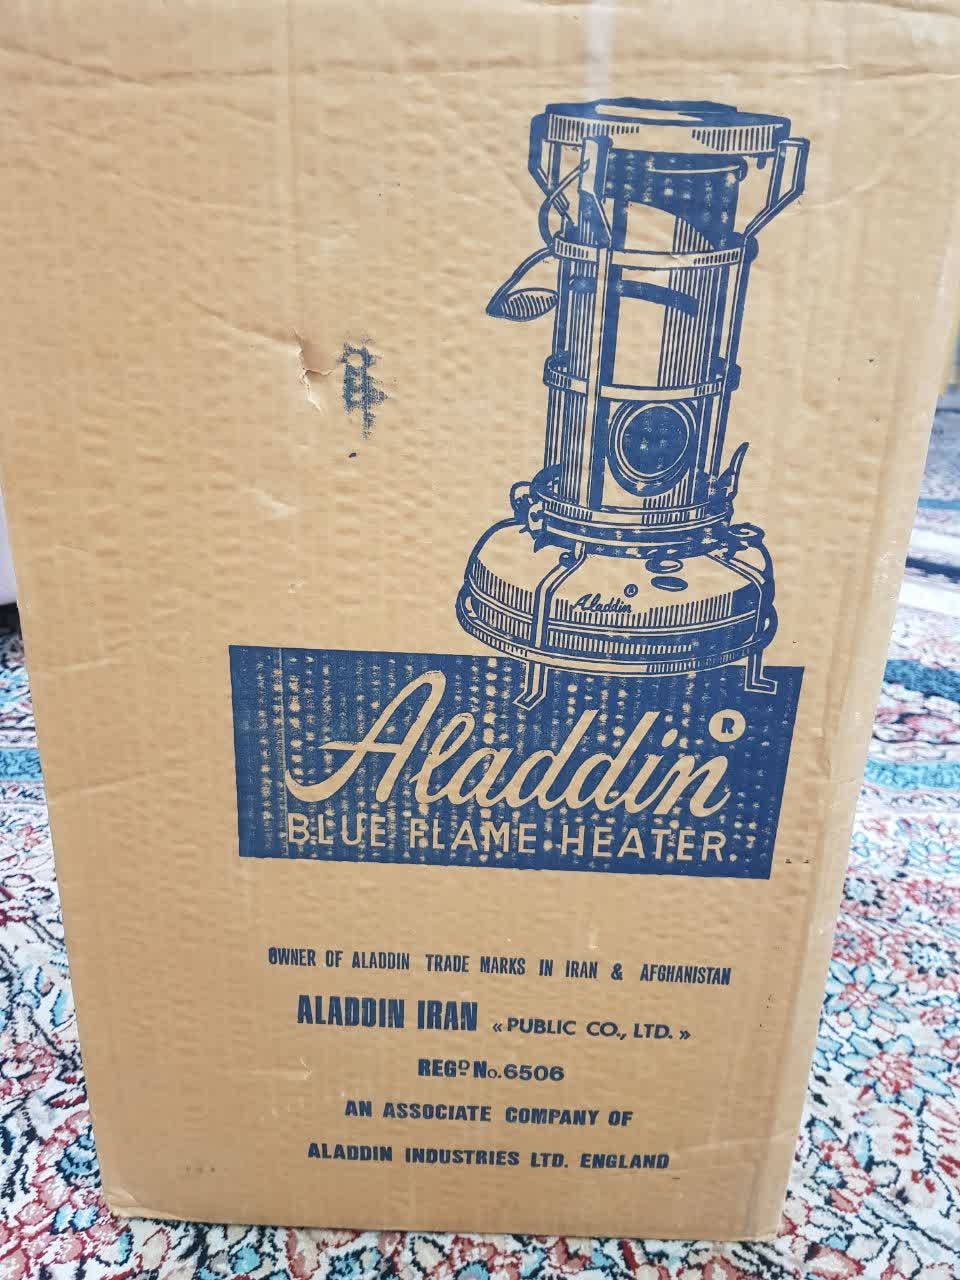 Aladdin ®
Aladdin ®
BLUE FLAME HEATER.
OWNER OF ALADDIN TRADE MARKS IN IRAN & AFGHANISTAN
ALADDIN IRAN «PUBLIC CO., LTD.»
REGD No. 6506
AN ASSOCIATE COMPANY OF
ALADDIN INDUSTRIES LTD. ENGLAND